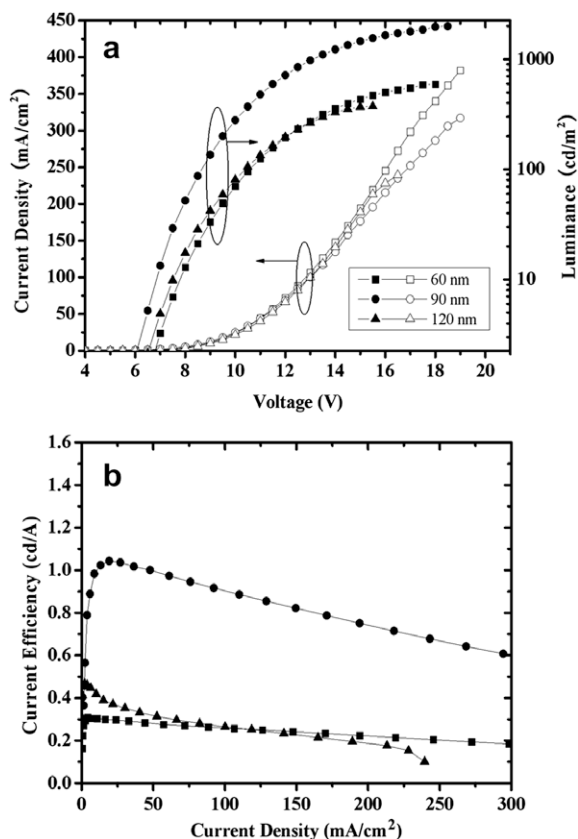 a
Current Density (mA/cm²)
450
400
350
300
250
200
150
100
50
0
1000
100
10
Luminance (cd/m²)
60 nm
90 nm
120 nm
4 6 8 10 12 14 16 18 20
Voltage (V)
b
Current Efficiency (cd/A)
1.6
1.4
1.2
1.0
0.8
0.6
0.4
0.2
0.0
0 50 100 150 200 250 300
Current Density (mA/cm²)